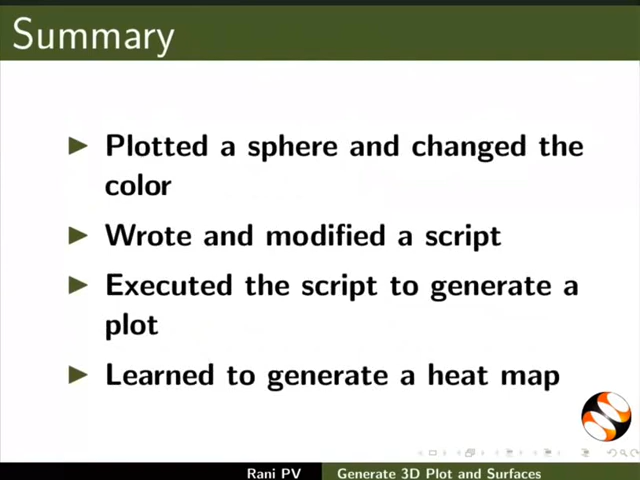 Summary
Plotted a sphere and changed the
color
Wrote and modified a script
Executed the script to generate a
plot
Learned to generate a heat map
Rani PV
Generate 3D Plot and Surfaces